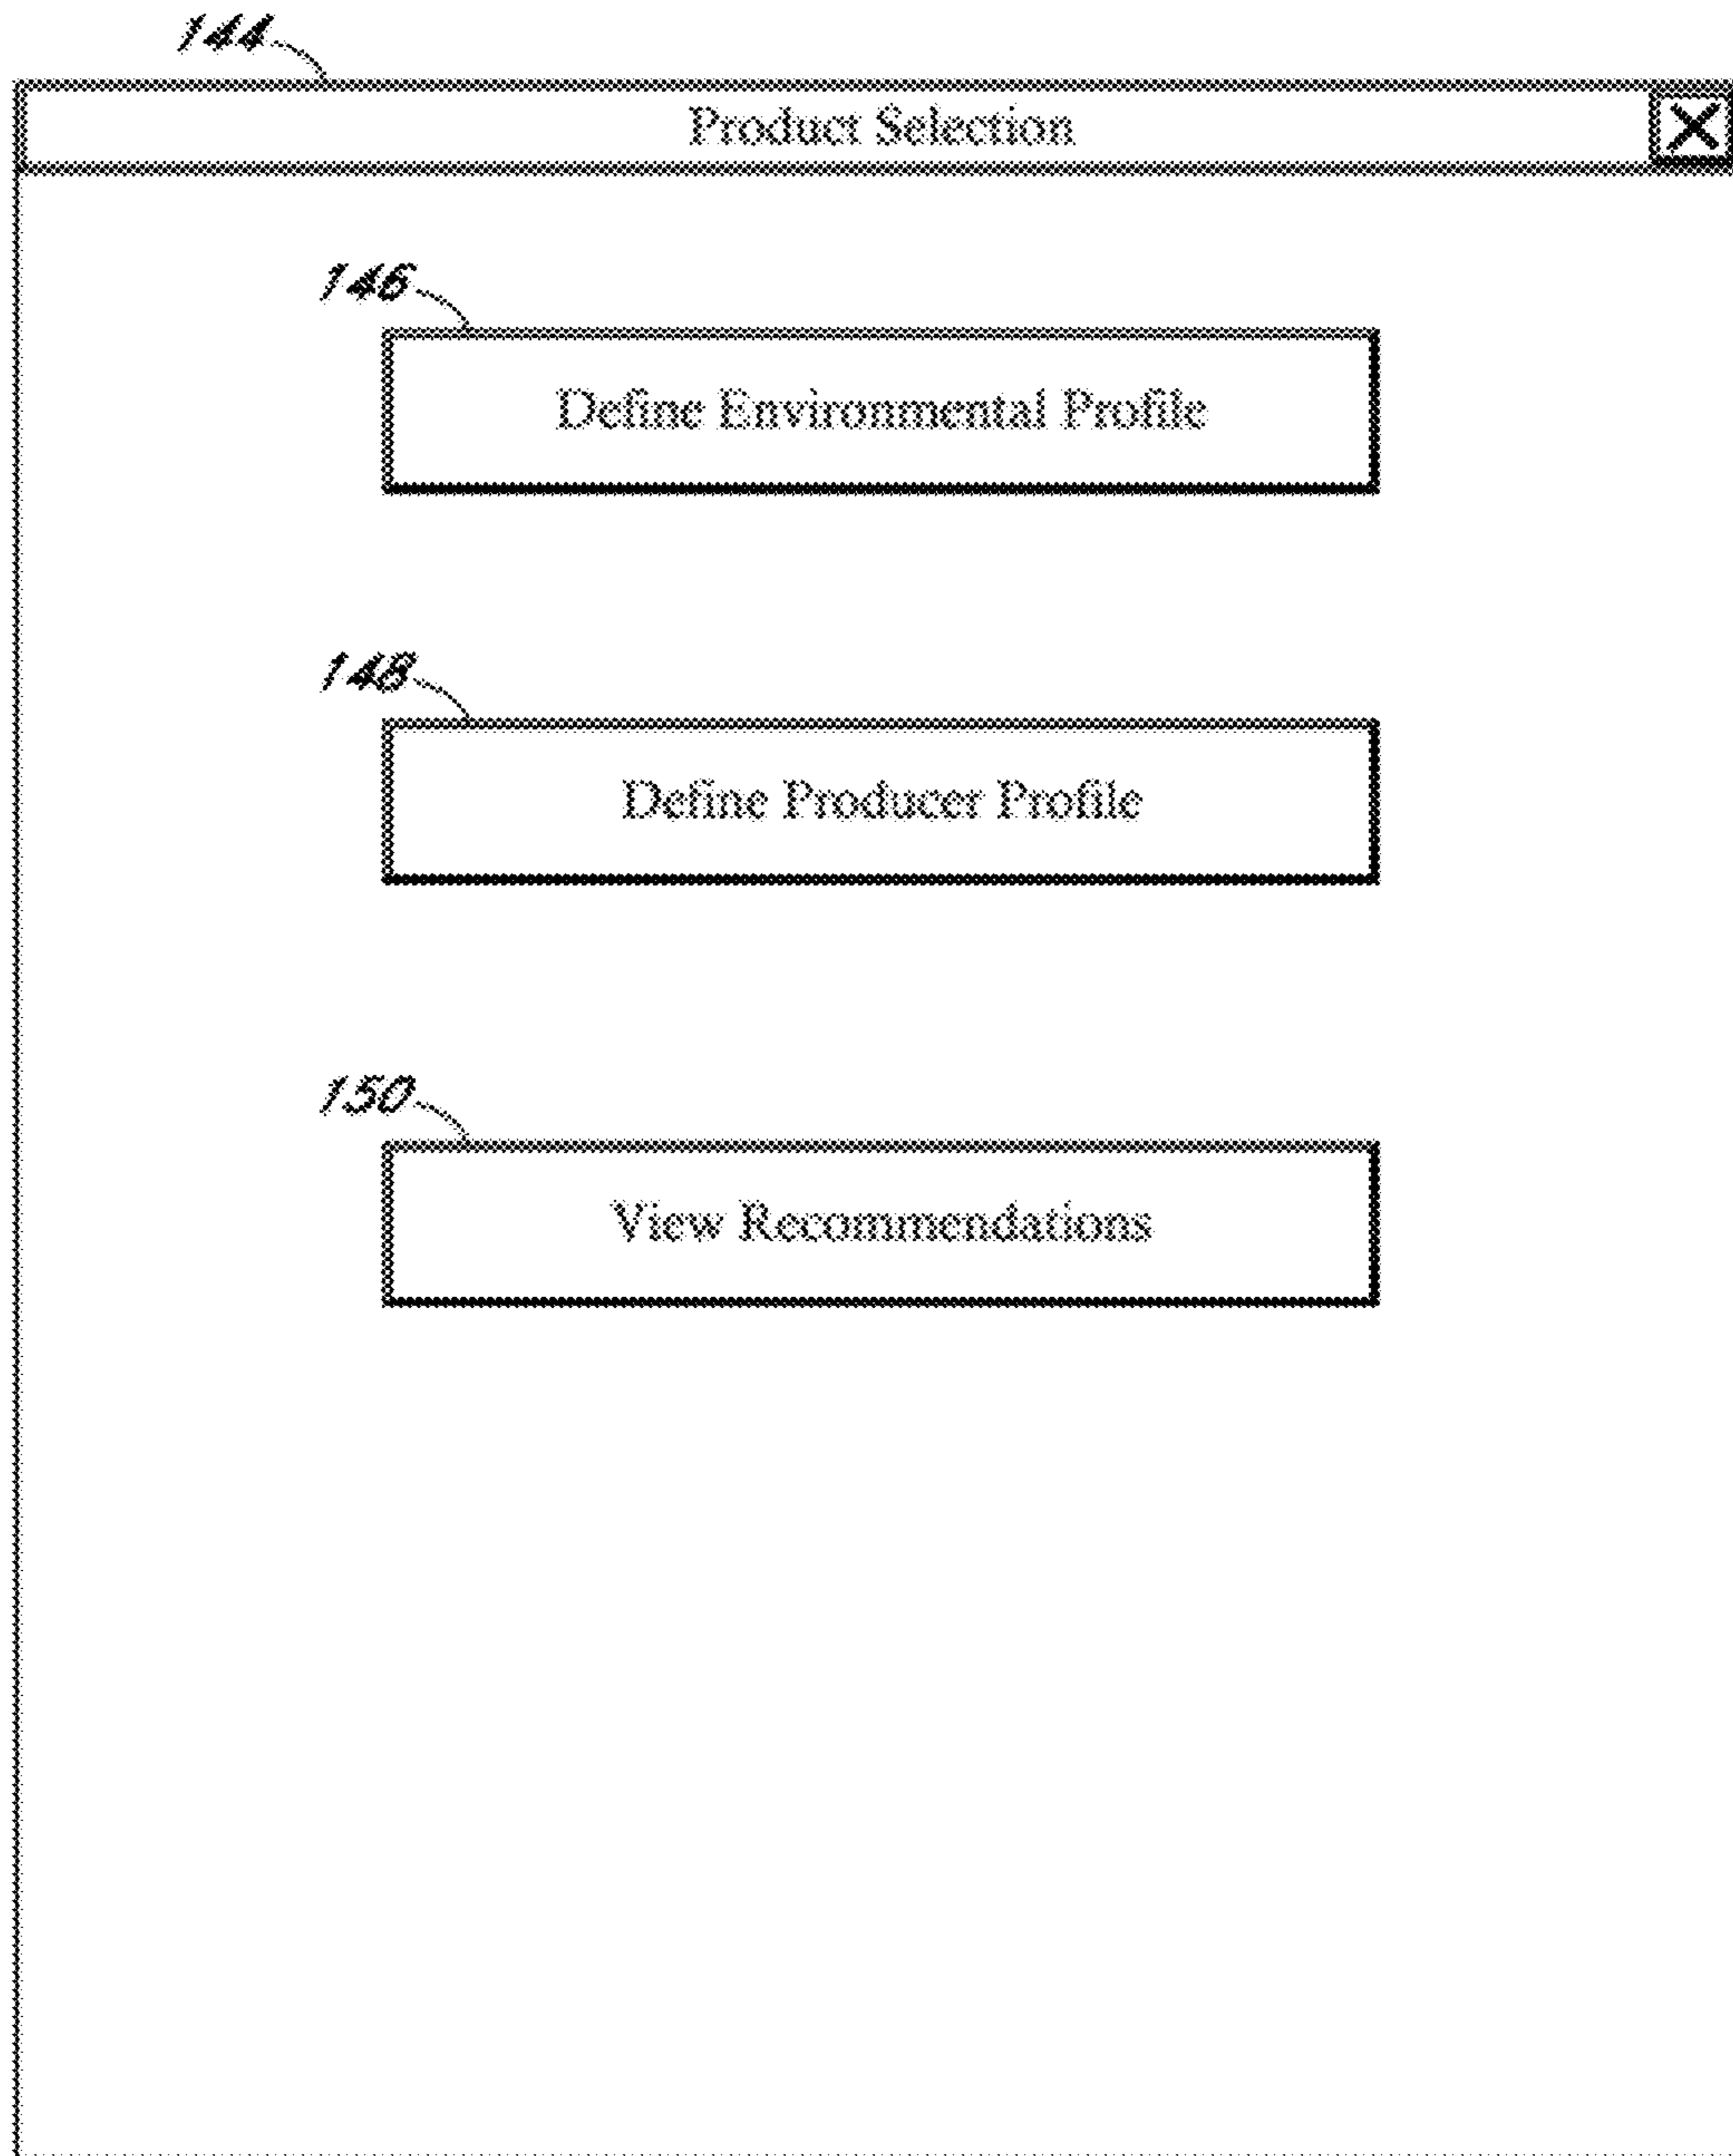 144
Product Selection
X
146
Define Environmental Profile
148
Define Producer Profile
150
View Recommendations